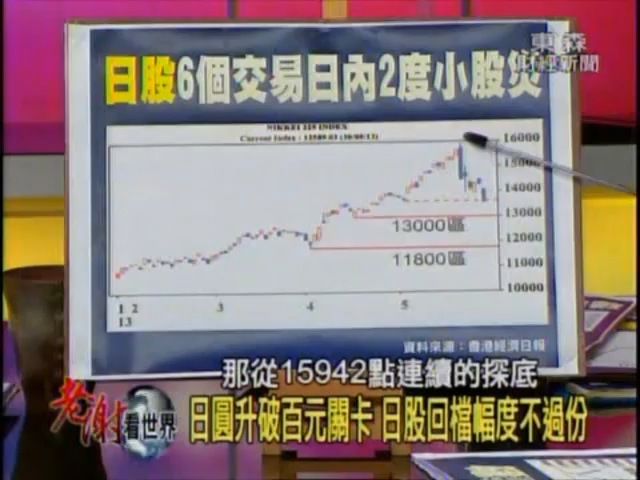 東森
財經新聞
日股6個交易日內2度小股災
NIKKEI 225 INDEX
16000
15000
14000
13000
12000
11000
10000
13000區
11800區
1 2 3 4 5
13
資料來源：香港經濟日報
那從15942點連續的探底
老謝看世界
日圓升破百元關卡 日股回檔幅度不過份